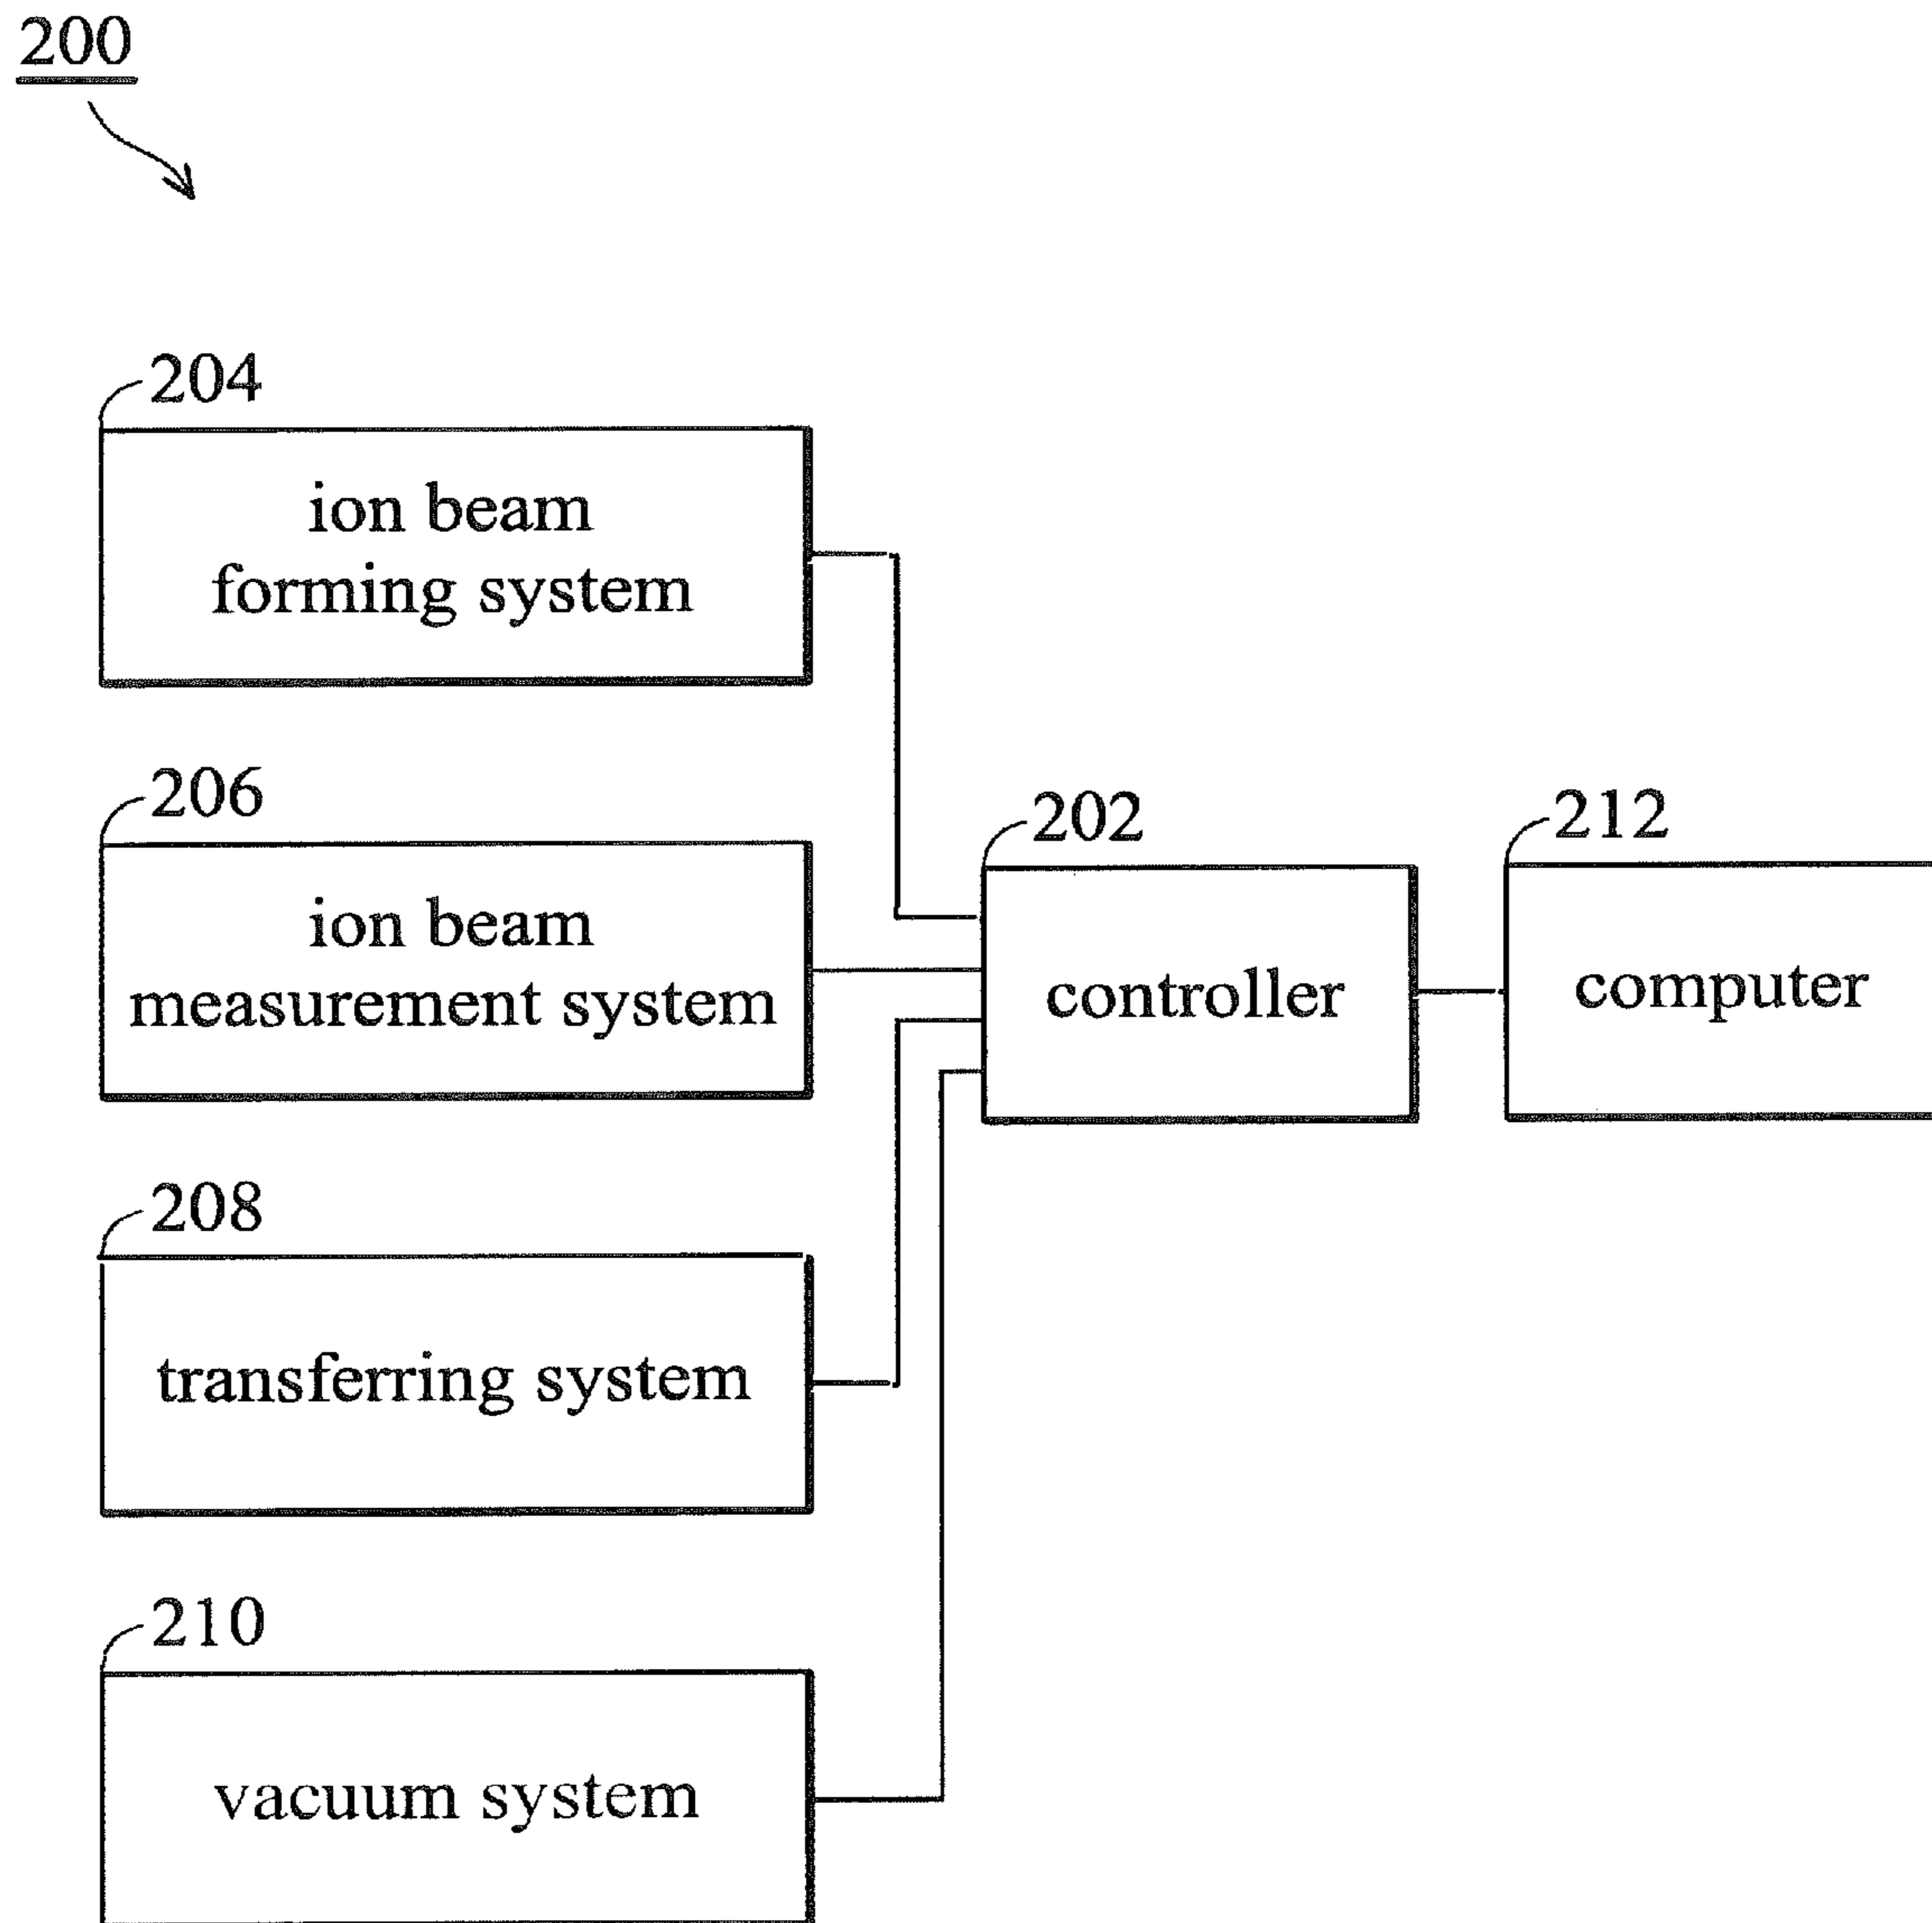 200
204
ion beam
forming system
206
ion beam
measurement system
202
controller
212
computer
208
transferring system
210
vacuum system